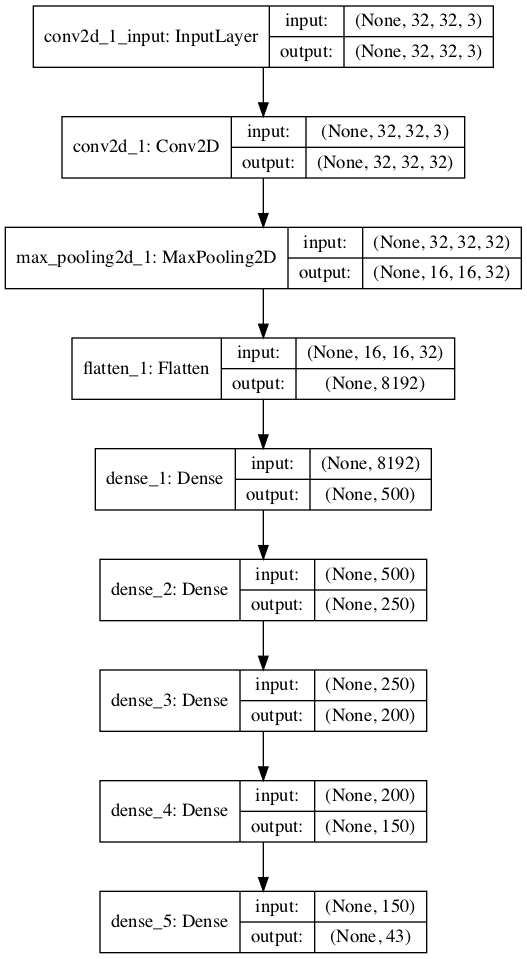 conv2d_1_input: InputLayer
input: (None, 32, 32, 3)
output: (None, 32, 32, 3)
conv2d_1: Conv2D
input: (None, 32, 32, 3)
output: (None, 32, 32, 32)
max_pooling2d_1: MaxPooling2D
input: (None, 32, 32, 32)
output: (None, 16, 16, 32)
flatten_1: Flatten
input: (None, 16, 16, 32)
output: (None, 8192)
dense_1: Dense
input: (None, 8192)
output: (None, 500)
dense_2: Dense
input: (None, 500)
output: (None, 250)
dense_3: Dense
input: (None, 250)
output: (None, 200)
dense_4: Dense
input: (None, 200)
output: (None, 150)
dense_5: Dense
input: (None, 150)
output: (None, 43)